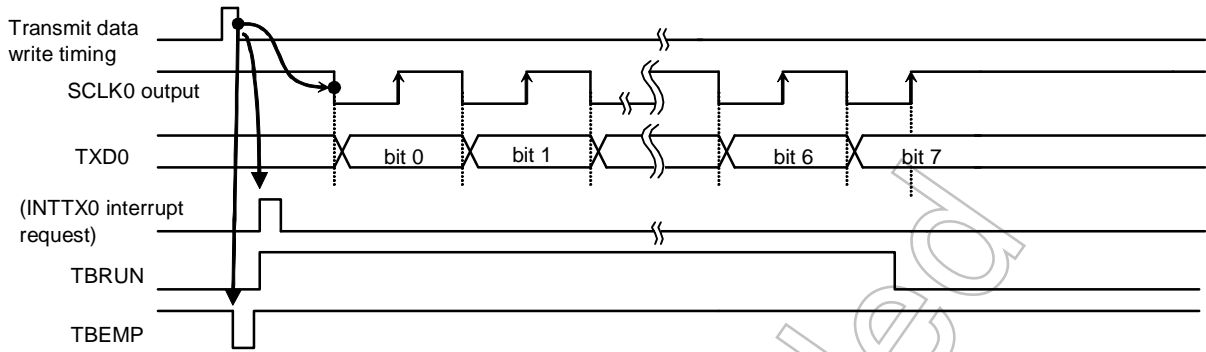 Transmit data
write timing
SCLK0 output
TXD0
bit 0
bit 1
bit 6
bit 7
(INTTX0 interrupt
request)
TBRUN
TBEMP